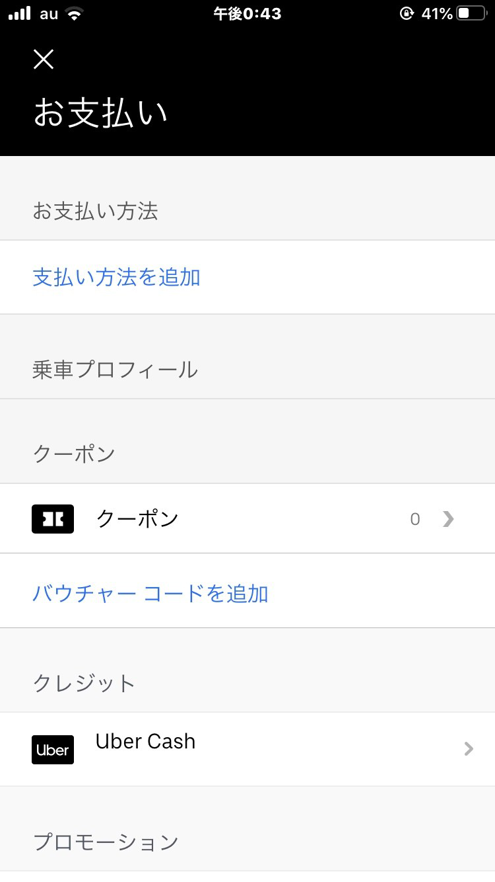 au 午後0:43 41%
お支払い
お支払い方法
支払い方法を追加
乗車プロフィール
クーポン
クーポン 0
バウチャー コードを追加
クレジット
Uber Uber Cash
プロモーション